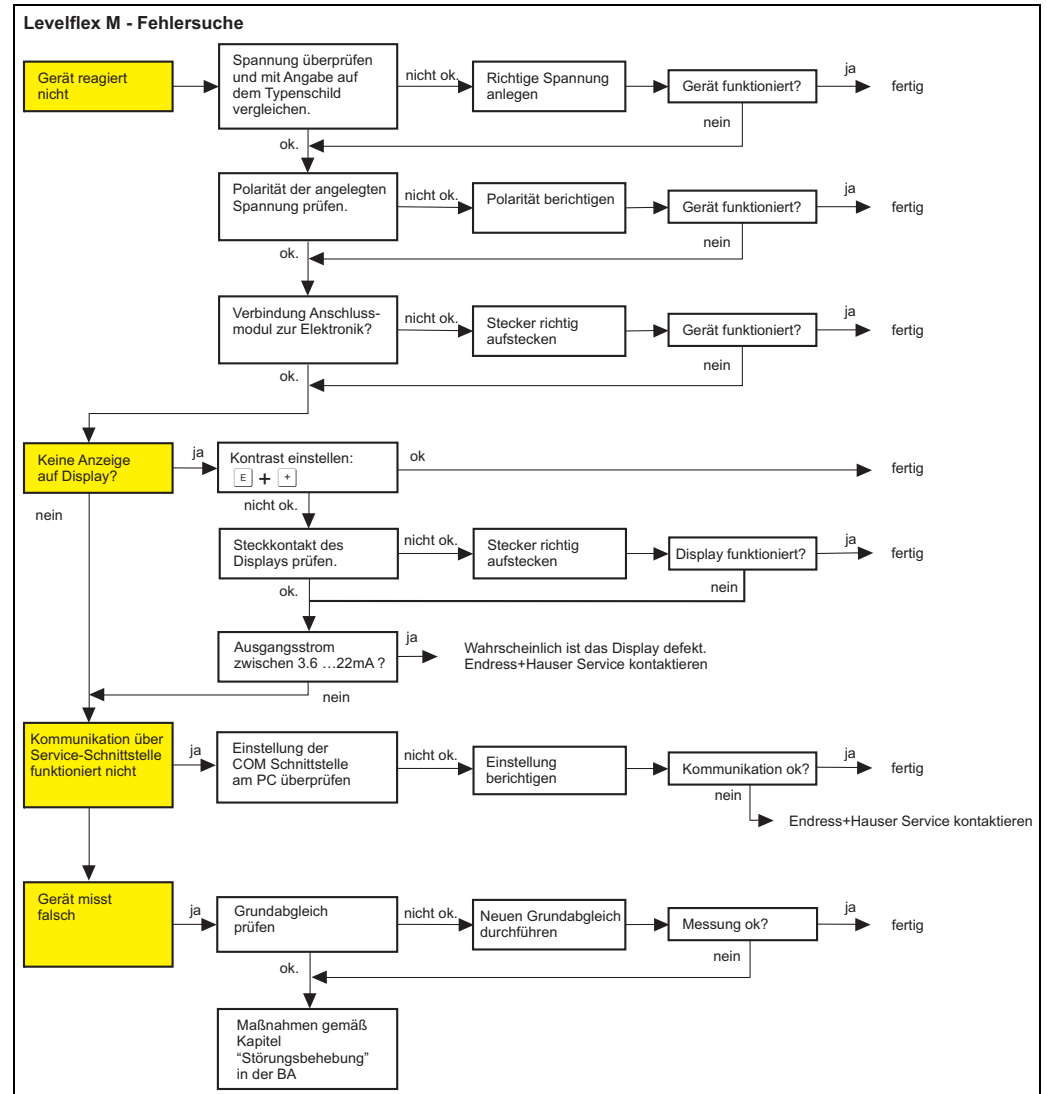 Levelflex M - Fehlersuche
Gerät reagiert
nicht
Spannung überprüfen
und mit Angabe auf
dem Typenschild
vergleichen.
nicht ok.
Richtige Spannung
anlegen
Gerät funktioniert?
ja
fertig
nein
ok.
Polarität der angelegten
Spannung prüfen.
nicht ok.
Polarität berichtigen
Gerät funktioniert?
ja
fertig
nein
ok.
Verbindung Anschluss-
modul zur Elektronik?
nicht ok.
Stecker richtig
aufstecken
Gerät funktioniert?
ja
fertig
nein
ok.
Keine Anzeige
auf Display?
ja
Kontrast einstellen:
E + +
ok
fertig
nein
nicht ok.
Steckkontakt des
Displays prüfen.
nicht ok.
Stecker richtig
aufstecken
Display funktioniert?
ja
fertig
nein
ok.
Ausgangsstrom
zwischen 3.6 …22mA ?
ja
Wahrscheinlich ist das Display defekt.
Endress+Hauser Service kontaktieren
nein
Kommunikation über
Service-Schnittstelle
funktioniert nicht
ja
Einstellung der
COM Schnittstelle
am PC überprüfen
nicht ok.
Einstellung
berichtigen
Kommunikation ok?
ja
fertig
nein
Endress+Hauser Service kontaktieren
Gerät misst
falsch
ja
Grundabgleich
prüfen
nicht ok.
Neuen Grundabgleich
durchführen
Messung ok?
ja
fertig
nein
ok.
Maßnahmen gemäß
Kapitel
“Störungsbehebung”
in der BA